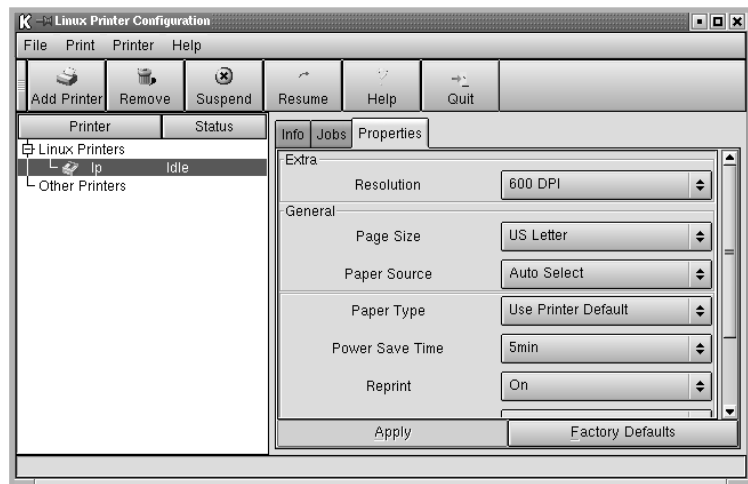 Linux Printer Configuration
File Print Printer Help
Add Printer Remove Suspend Resume Help Quit
Printer Status
Linux Printers
lp Idle
Other Printers
Info Jobs Properties
Extra
Resolution 600 DPI
General
Page Size US Letter
Paper Source Auto Select
Paper Type Use Printer Default
Power Save Time 5min
Reprint On
Apply Factory Defaults